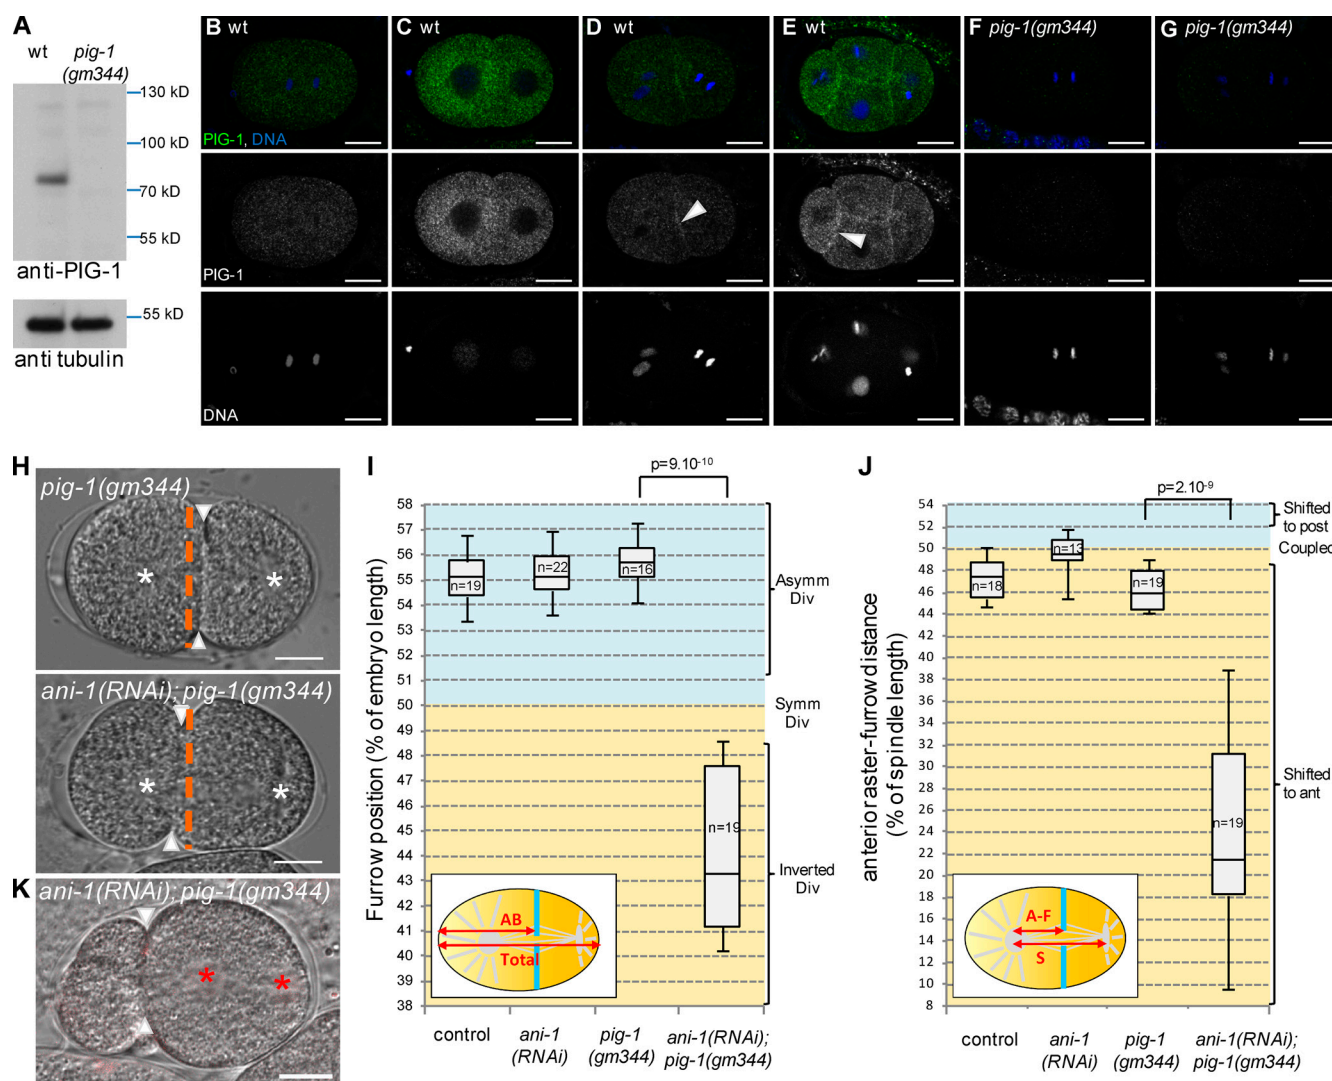 A
wt
pig-1
(gm344)
130 kD
100 kD
70 kD
55 kD
anti-PIG-1
55 kD
anti tubulin
B wt
C wt
D wt
E wt
F pig-1(gm344)
G pig-1(gm344)
PIG-1, DNA
PIG-1
DNA
H
pig-1(gm344)
*
*
ani-1(RNAi); pig-1(gm344)
*
*
K ani-1(RNAi); pig-1(gm344)
*
*
I
p=9.10-10
Furrow position (% of embryo length)
58
57
56
55
54
53
52
51
50
49
48
47
46
45
44
43
42
41
40
39
38
n=19
n=22
n=16
n=19
Asymm
Div
Symm
Div
Inverted
Div
AB
Total
control
ani-1
(RNAi)
pig-1
(gm344)
ani-1(RNAi);
pig-1(gm344)
J
p=2.10-9
anterio raster-furrow distance
(% of spindle length)
54
52
50
48
46
44
42
40
38
36
34
32
30
28
26
24
22
20
18
16
14
12
10
8
n=18
n=13
n=19
n=19
Shifted
to post
Coupled
Shifted
to ant
A-F
S
control
ani-1
(RNAi)
pig-1
(gm344)
ani-1(RNAi);
pig-1(gm344)